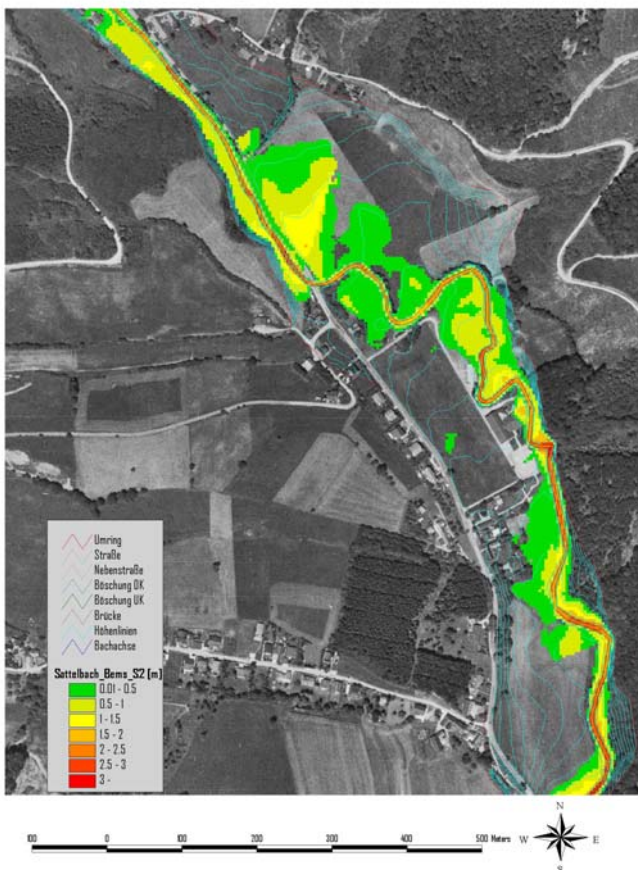 Umring
Straße
Nebenstraße
Böschung OK
Böschung UK
Brücke
Höhenlinien
Bachachse
Sattelbach_Bems_S2 [m]
0.01 - 0.5
0.5 - 1
1 - 1.5
1.5 - 2
2 - 2.5
2.5 - 3
3 -
100 0 100 200 300 400 500 Meters
N
W E
S